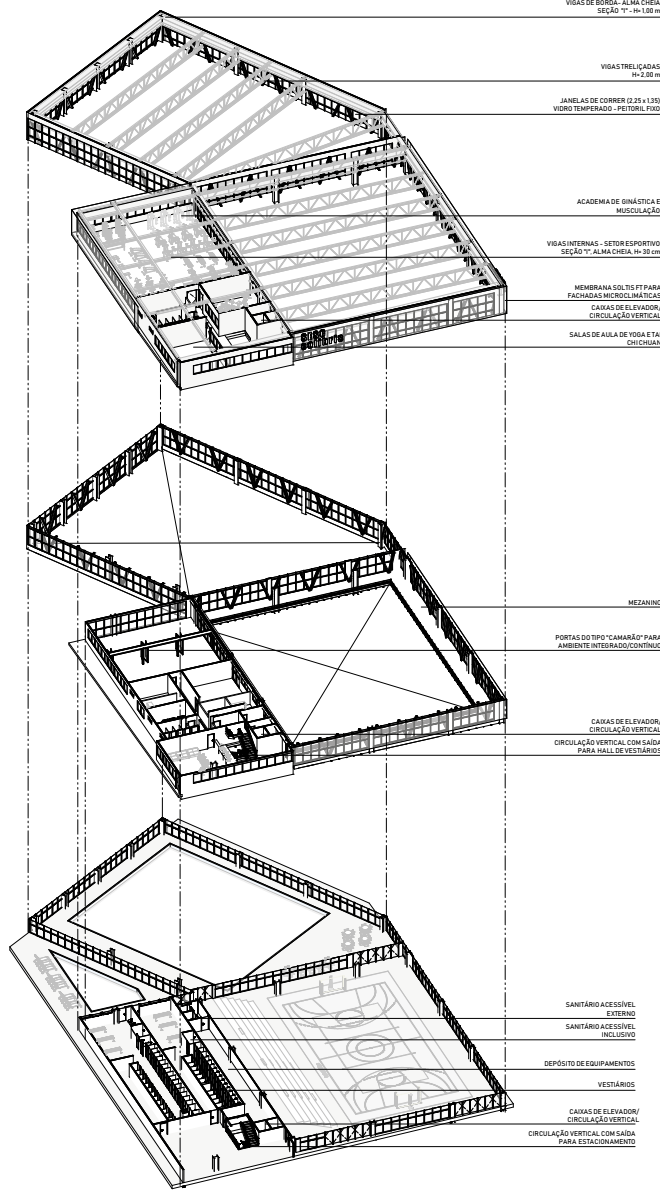 VIGAS DE BORDA- ALMA CHEIA
SEÇÃO "I" - H= 1,00 m
VIGAS TRELIÇADAS
H= 2,00 m
JANELAS DE CORRER (2,25 x 1,35)
VIDRO TEMPERADO - PEITORIL FIXO
ACADEMIA DE GINÁSTICA E
MUSCULAÇÃO
VIGAS INTERNAS - SETOR ESPORTIVO
SEÇÃO "I", ALMA CHEIA, H= 30 cm
MEMBRANA SOLTIS FT PARA
FACHADAS MICROCLIMÁTICAS
CAIXAS DE ELEVADOR/
CIRCULAÇÃO VERTICAL
SALAS DE AULA DE YOGA E TAI
CHI CHUAN
sesc
MEZANINO
PORTAS DO TIPO "CAMARÃO" PARA
AMBIENTE INTEGRADO/CONTÍNUO
CAIXAS DE ELEVADOR/
CIRCULAÇÃO VERTICAL
CIRCULAÇÃO VERTICAL COM SAÍDA
PARA HALL DE VESTIÁRIOS
SANITÁRIO ACESSÍVEL
EXTERNO
SANITÁRIO ACESSÍVEL
INCLUSIVO
DEPÓSITO DE EQUIPAMENTOS
VESTIÁRIOS
CAIXAS DE ELEVADOR/
CIRCULAÇÃO VERTICAL
CIRCULAÇÃO VERTICAL COM SAÍDA
PARA ESTACIONAMENTO